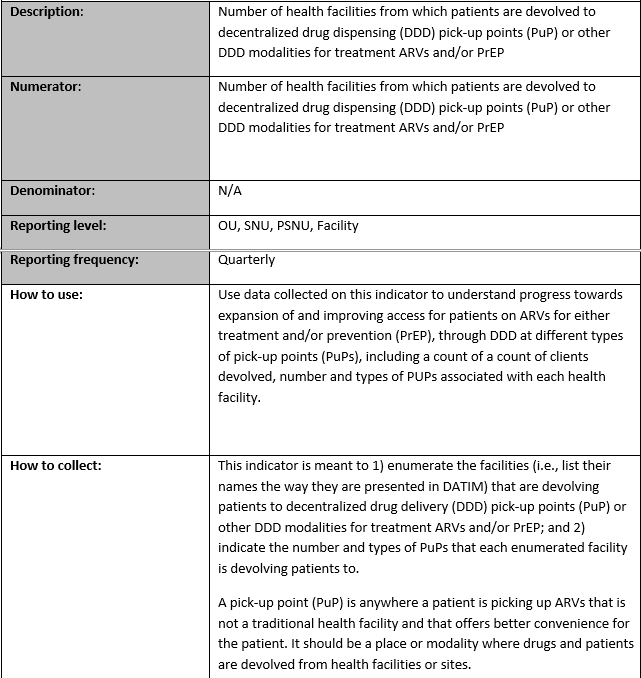 Description:
Number of health facilities from which patients are devolved to
decentralized drug dispensing (DDD) pick-up points (PuP) or other
DDD modalities for treatment ARVs and/or PrEP
Numerator:
Number of health facilities from which patients are devolved to
decentralized drug dispensing (DDD) pick-up points (PuP) or other
DDD modalities for treatment ARVs and/or PrEP
Denominator:
N/A
Reporting level:
OU, SNU, PSNU, Facility
Reporting frequency:
Quarterly
How to use:
Use data collected on this indicator to understand progress towards
expansion of and improving access for patients on ARVs for either
treatment and/or prevention (PrEP), through DDD at different types
of pick-up points (PuPs), including a count of a count of clients
devolved, number and types of PUPs associated with each health
facility.
How to collect:
This indicator is meant to 1) enumerate the facilities (i.e., list their
names the way they are presented in DATIM) that are devolving
patients to decentralized drug delivery (DDD) pick-up points (PuP) or
other DDD modalities for treatment ARVs and/or PrEP; and 2)
indicate the number and types of PuPs that each enumerated facility
is devolving patients to.
A pick-up point (PuP) is anywhere a patient is picking up ARVs that is
not a traditional health facility and that offers better convenience for
the patient. It should be a place or modality where drugs and patients
are devolved from health facilities or sites.